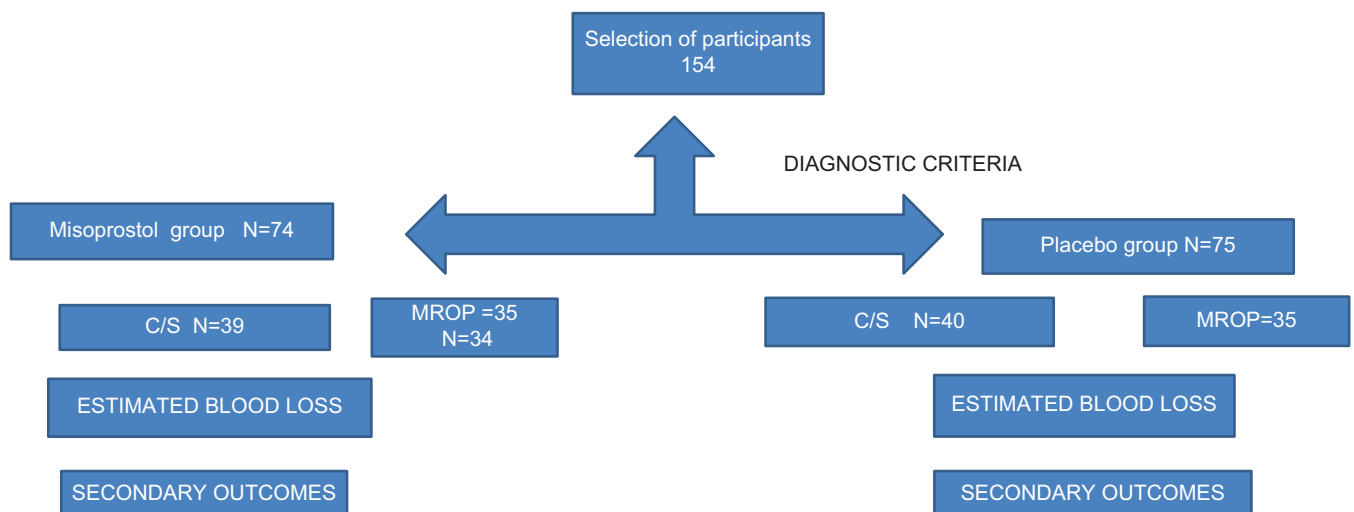 Selection of participants
154
DIAGNOSTIC CRITERIA
Misoprostol group N=74
Placebo group N=75
C/S N=39
MROP =35
N=34
C/S N=40
MROP=35
ESTIMATED BLOOD LOSS
ESTIMATED BLOOD LOSS
SECONDARY OUTCOMES
SECONDARY OUTCOMES